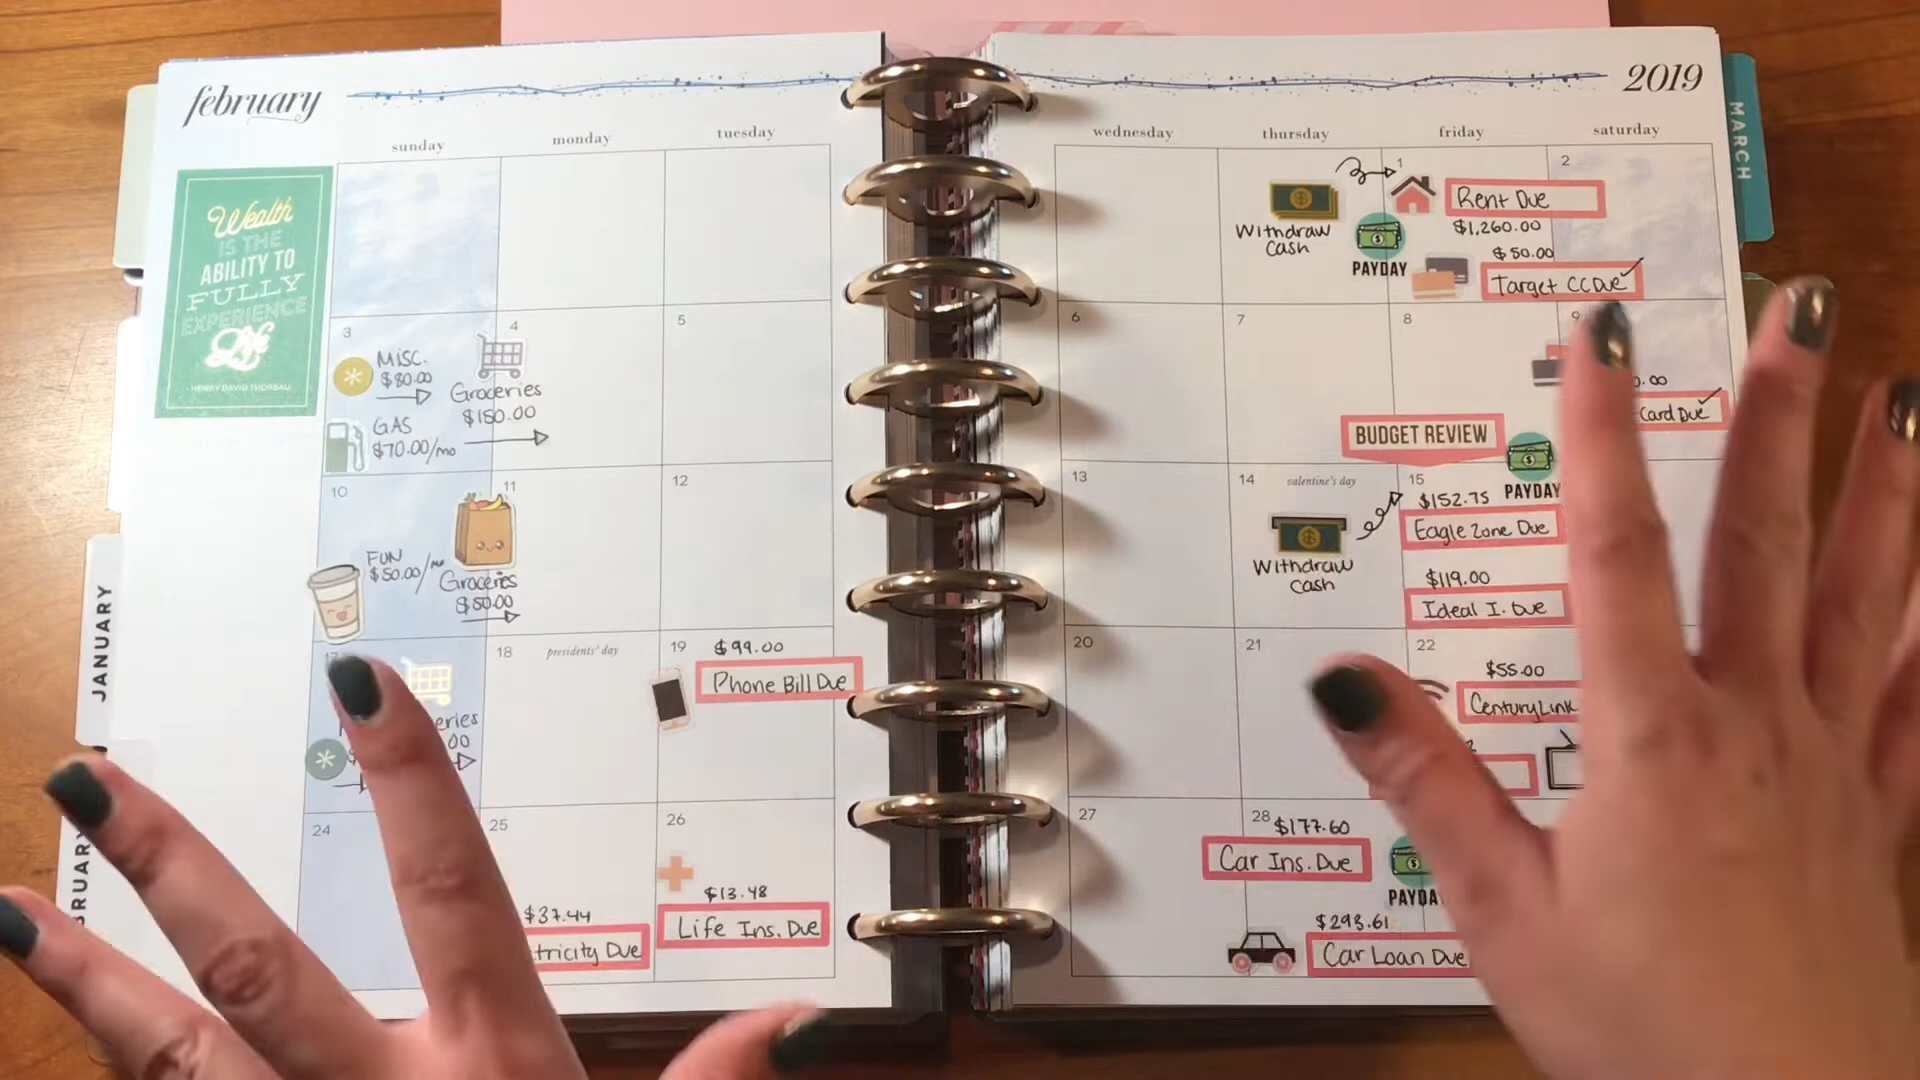 february
2019
sunday
monday
tuesday
wednesday
thursday
friday
saturday
MARCH
JANUARY
BRUARY
Wealth
IS THE
ABILITY TO
FULLY
EXPERIENCE
Life
- HENRY DAVID THOREAU
Withdraw
Cash
PAYDAY
1
Rent Due
$1,260.00
$50.00
Target CC Due
2
3
MISC.
$80.00
GAS
$70.00/mo
4
Groceries
$150.00
5
6
7
8
9
Card Due
BUDGET REVIEW
PAYDAY
10
FUN
$50.00/mo
11
Groceries
$50.00
12
13
14
valentine's day
Withdraw
Cash
15
$152.75
Eagle Zone Due
$119.00
Ideal I. Due
18
presidents' day
19
$99.00
Phone Bill Due
20
21
22
$55.00
CenturyLink
24
25
$37.44
tricity Due
26
$13.48
Life Ins. Due
27
28
$177.60
Car Ins. Due
$293.61
Car Loan Due